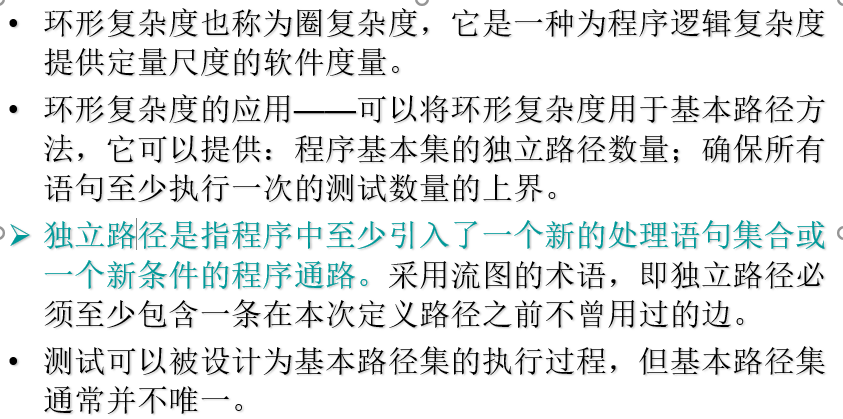 • 环形复杂度也称为圈复杂度，它是一种为程序逻辑复杂度
提供定量尺度的软件度量。
• 环形复杂度的应用——可以将环形复杂度用于基本路径方
法，它可以提供：程序基本集的独立路径数量；确保所有
语句至少执行一次的测试数量的上界。
➢ 独立路径是指程序中至少引入了一个新的处理语句集合或
一个新条件的程序通路。采用流图的术语，即独立路径必
须至少包含一条在本次定义路径之前不曾用过的边。
• 测试可以被设计为基本路径集的执行过程，但基本路径集
通常并不唯一。